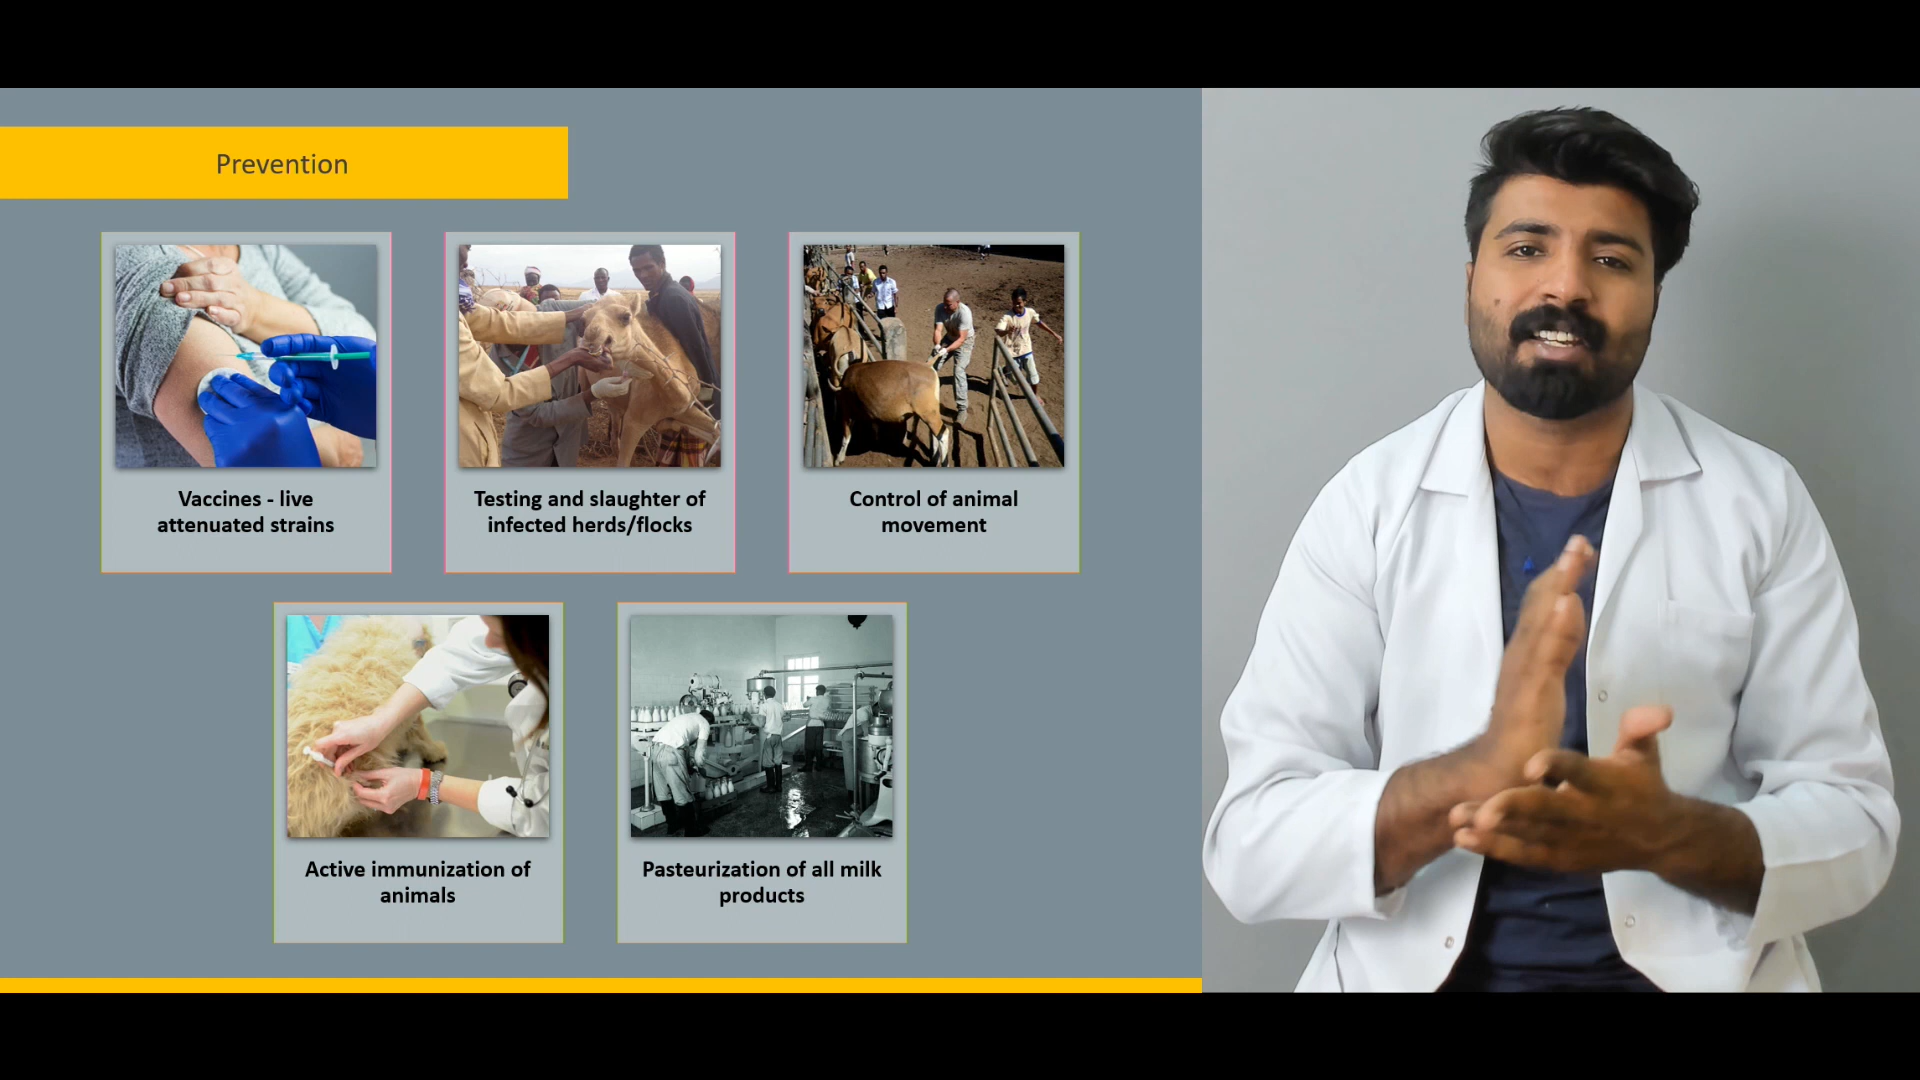 Prevention
Vaccines - live
attenuated strains
Testing and slaughter of
infected herds/flocks
Control of animal
movement
Active immunization of
animals
Pasteurization of all milk
products